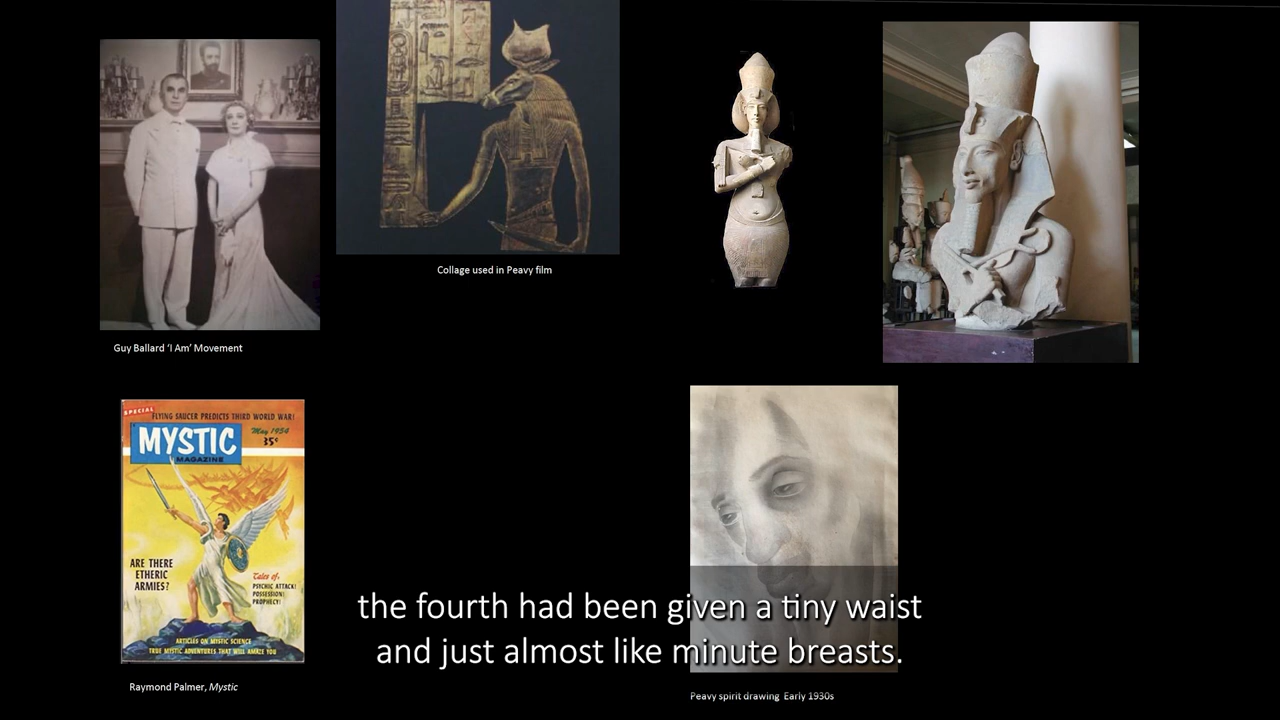 Guy Ballard ‘I Am’ Movement
Collage used in Peavy film
SPECIAL
FLYING SAUCER PREDICTS THIRD WORLD WAR!
MYSTIC
MAGAZINE
May 1954
35¢
ARE THERE
ETHERIC
ARMIES?
Tales of,
PSYCHIC ATTACK!
POSSESSION!
PROPHECY!
ARTICLES ON MYSTIC SCIENCE
TRUE MYSTIC ADVENTURES THAT WILL AMAZE YOU
Raymond Palmer, Mystic
the fourth had been given a tiny waist
and just almost like minute breasts.
Peavy spirit drawing Early 1930s